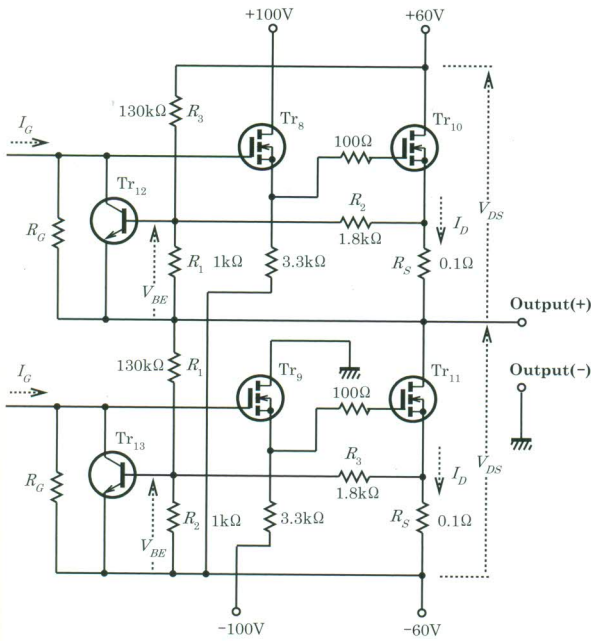 +100V
+60V
130kΩ R3
Tr8
Tr10
IG
100Ω
Tr12
R2
ID
VDS
RG
1.8kΩ
R1 1kΩ
3.3kΩ
RS 0.1Ω
VBE
Output(+)
130kΩ R1
Tr9
Tr11
Output(−)
IG
100Ω
Tr13
R3
ID
VDS
RG
1.8kΩ
R2 1kΩ
3.3kΩ
RS 0.1Ω
VBE
−100V
−60V